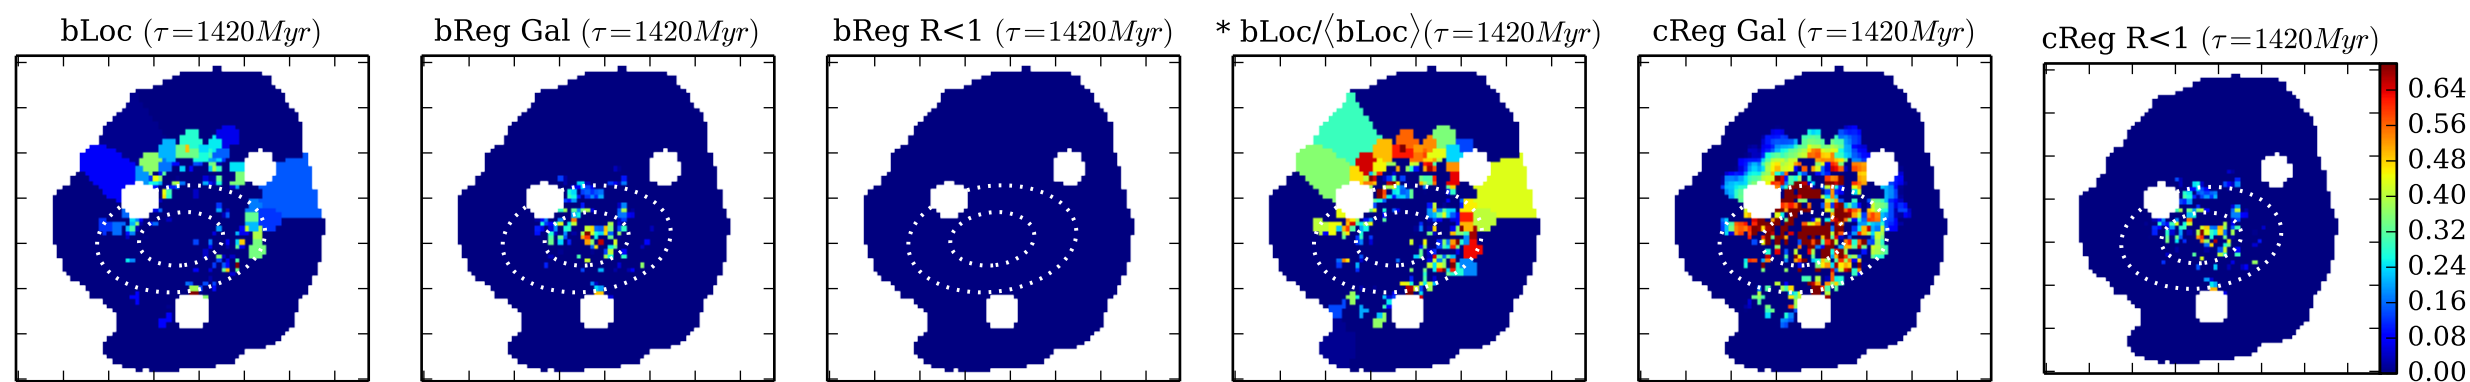 bLoc (τ=1420Myr)
bReg Gal (τ=1420Myr)
bReg R<1 (τ=1420Myr)
* bLoc/⟨bLoc⟩(τ=1420Myr)
cReg Gal (τ=1420Myr)
cReg R<1 (τ=1420Myr)
0.64
0.56
0.48
0.40
0.32
0.24
0.16
0.08
0.00